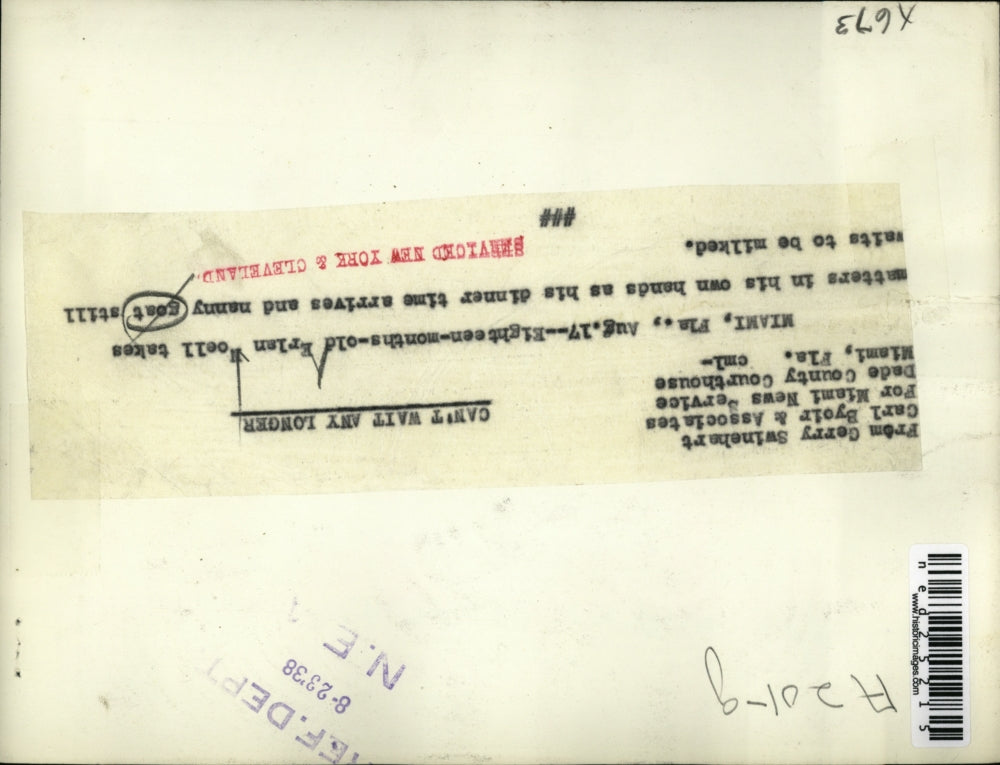 From Gerry Swinehart
Carl Byoir & Associates
For Miami News Service
Dade County Courthouse
Miami, Fla. cml-
CAN'T WAIT ANY LONGER
MIAMI, Fla., Aug.17--Eighteen-months-old Erlen Noell takes
matters in his own hands as his dinner time arrives and nanny goat still
waits to be milked.
SERVICED NEW YORK & CLEVELAND.
###
X673
A201-9
REF.DEPT
8-23'38
N.E.A
ned25215
www.historicimages.com